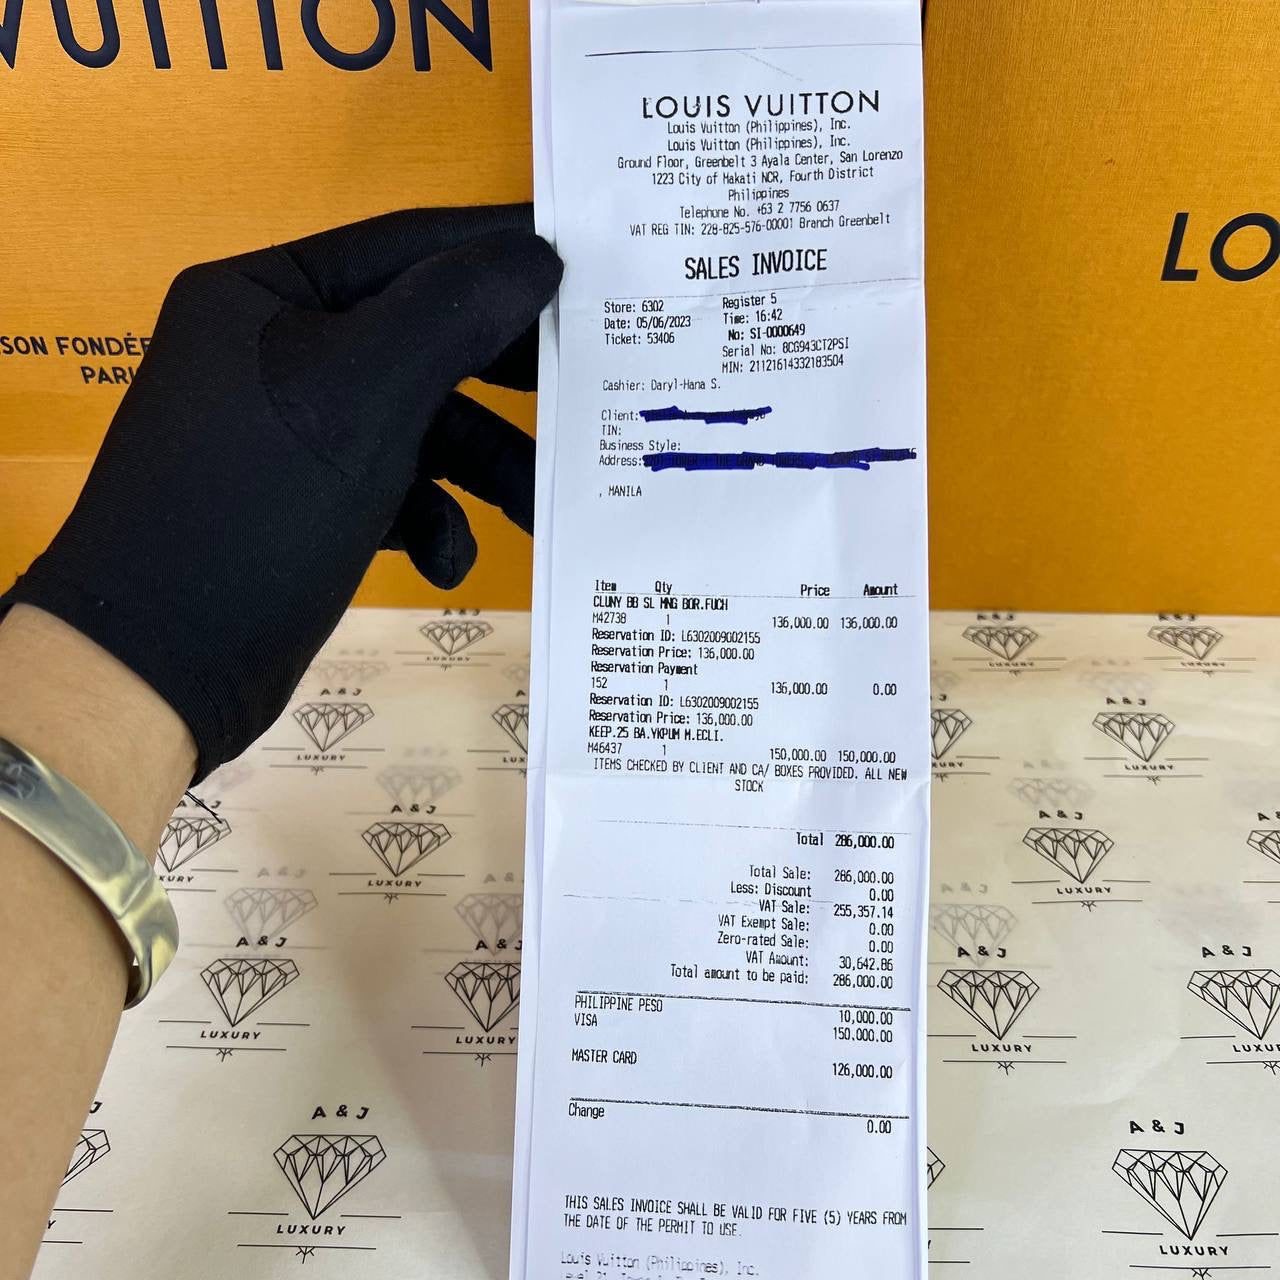 VUITTON
LO
SON FONDÉE
PARI
LOUIS VUITTON
Louis Vuitton (Philippines), Inc.
Louis Vuitton (Philippines), Inc.
Ground Floor, Greenbelt 3 Ayala Center, San Lorenzo
1223 City of Makati NCR, Fourth District
Philippines
Telephone No. +63 2 7756 0637
VAT REG TIN: 228-825-576-00001 Branch Greenbelt
SALES INVOICE
Store: 6302 Register 5
Date: 05/06/2023 Time: 16:42
Ticket: 53406 No: SI-0000649
Serial No: 8CG943CT2PSI
MIN: 21121614332183504
Cashier: Daryl-Hana S.
Client:
TIN:
Business Style:
Address:
, MANILA
Item Qty Price Amount
CLUNY BB SL MNG BOR.FUCH
M42738 1 136,000.00 136,000.00
Reservation ID: L6302009002155
Reservation Price: 136,000.00
Reservation Payment
152 1 136,000.00 0.00
Reservation ID: L6302009002155
Reservation Price: 136,000.00
KEEP.25 BA.YKPUM M.ECLI.
M46437 1 150,000.00 150,000.00
ITEMS CHECKED BY CLIENT AND CA/ BOXES PROVIDED. ALL NEW
STOCK
Total 286,000.00
Total Sale: 286,000.00
Less: Discount 0.00
VAT Sale: 255,357.14
VAT Exempt Sale: 0.00
Zero-rated Sale: 0.00
VAT Amount: 30,642.86
Total amount to be paid: 286,000.00
PHILIPPINE PESO 10,000.00
VISA 150,000.00
MASTER CARD 126,000.00
Change 0.00
THIS SALES INVOICE SHALL BE VALID FOR FIVE (5) YEARS FROM
THE DATE OF THE PERMIT TO USE.
Louis Vuitton (Philippines), Inc.
A & J
LUXURY
A & J
LUXURY
A & J
LUXURY
A & J
LUXURY
A & J
LUXURY
A & J
LUXURY
A & J
LUXURY
A & J
LUXURY
A & J
LUXURY